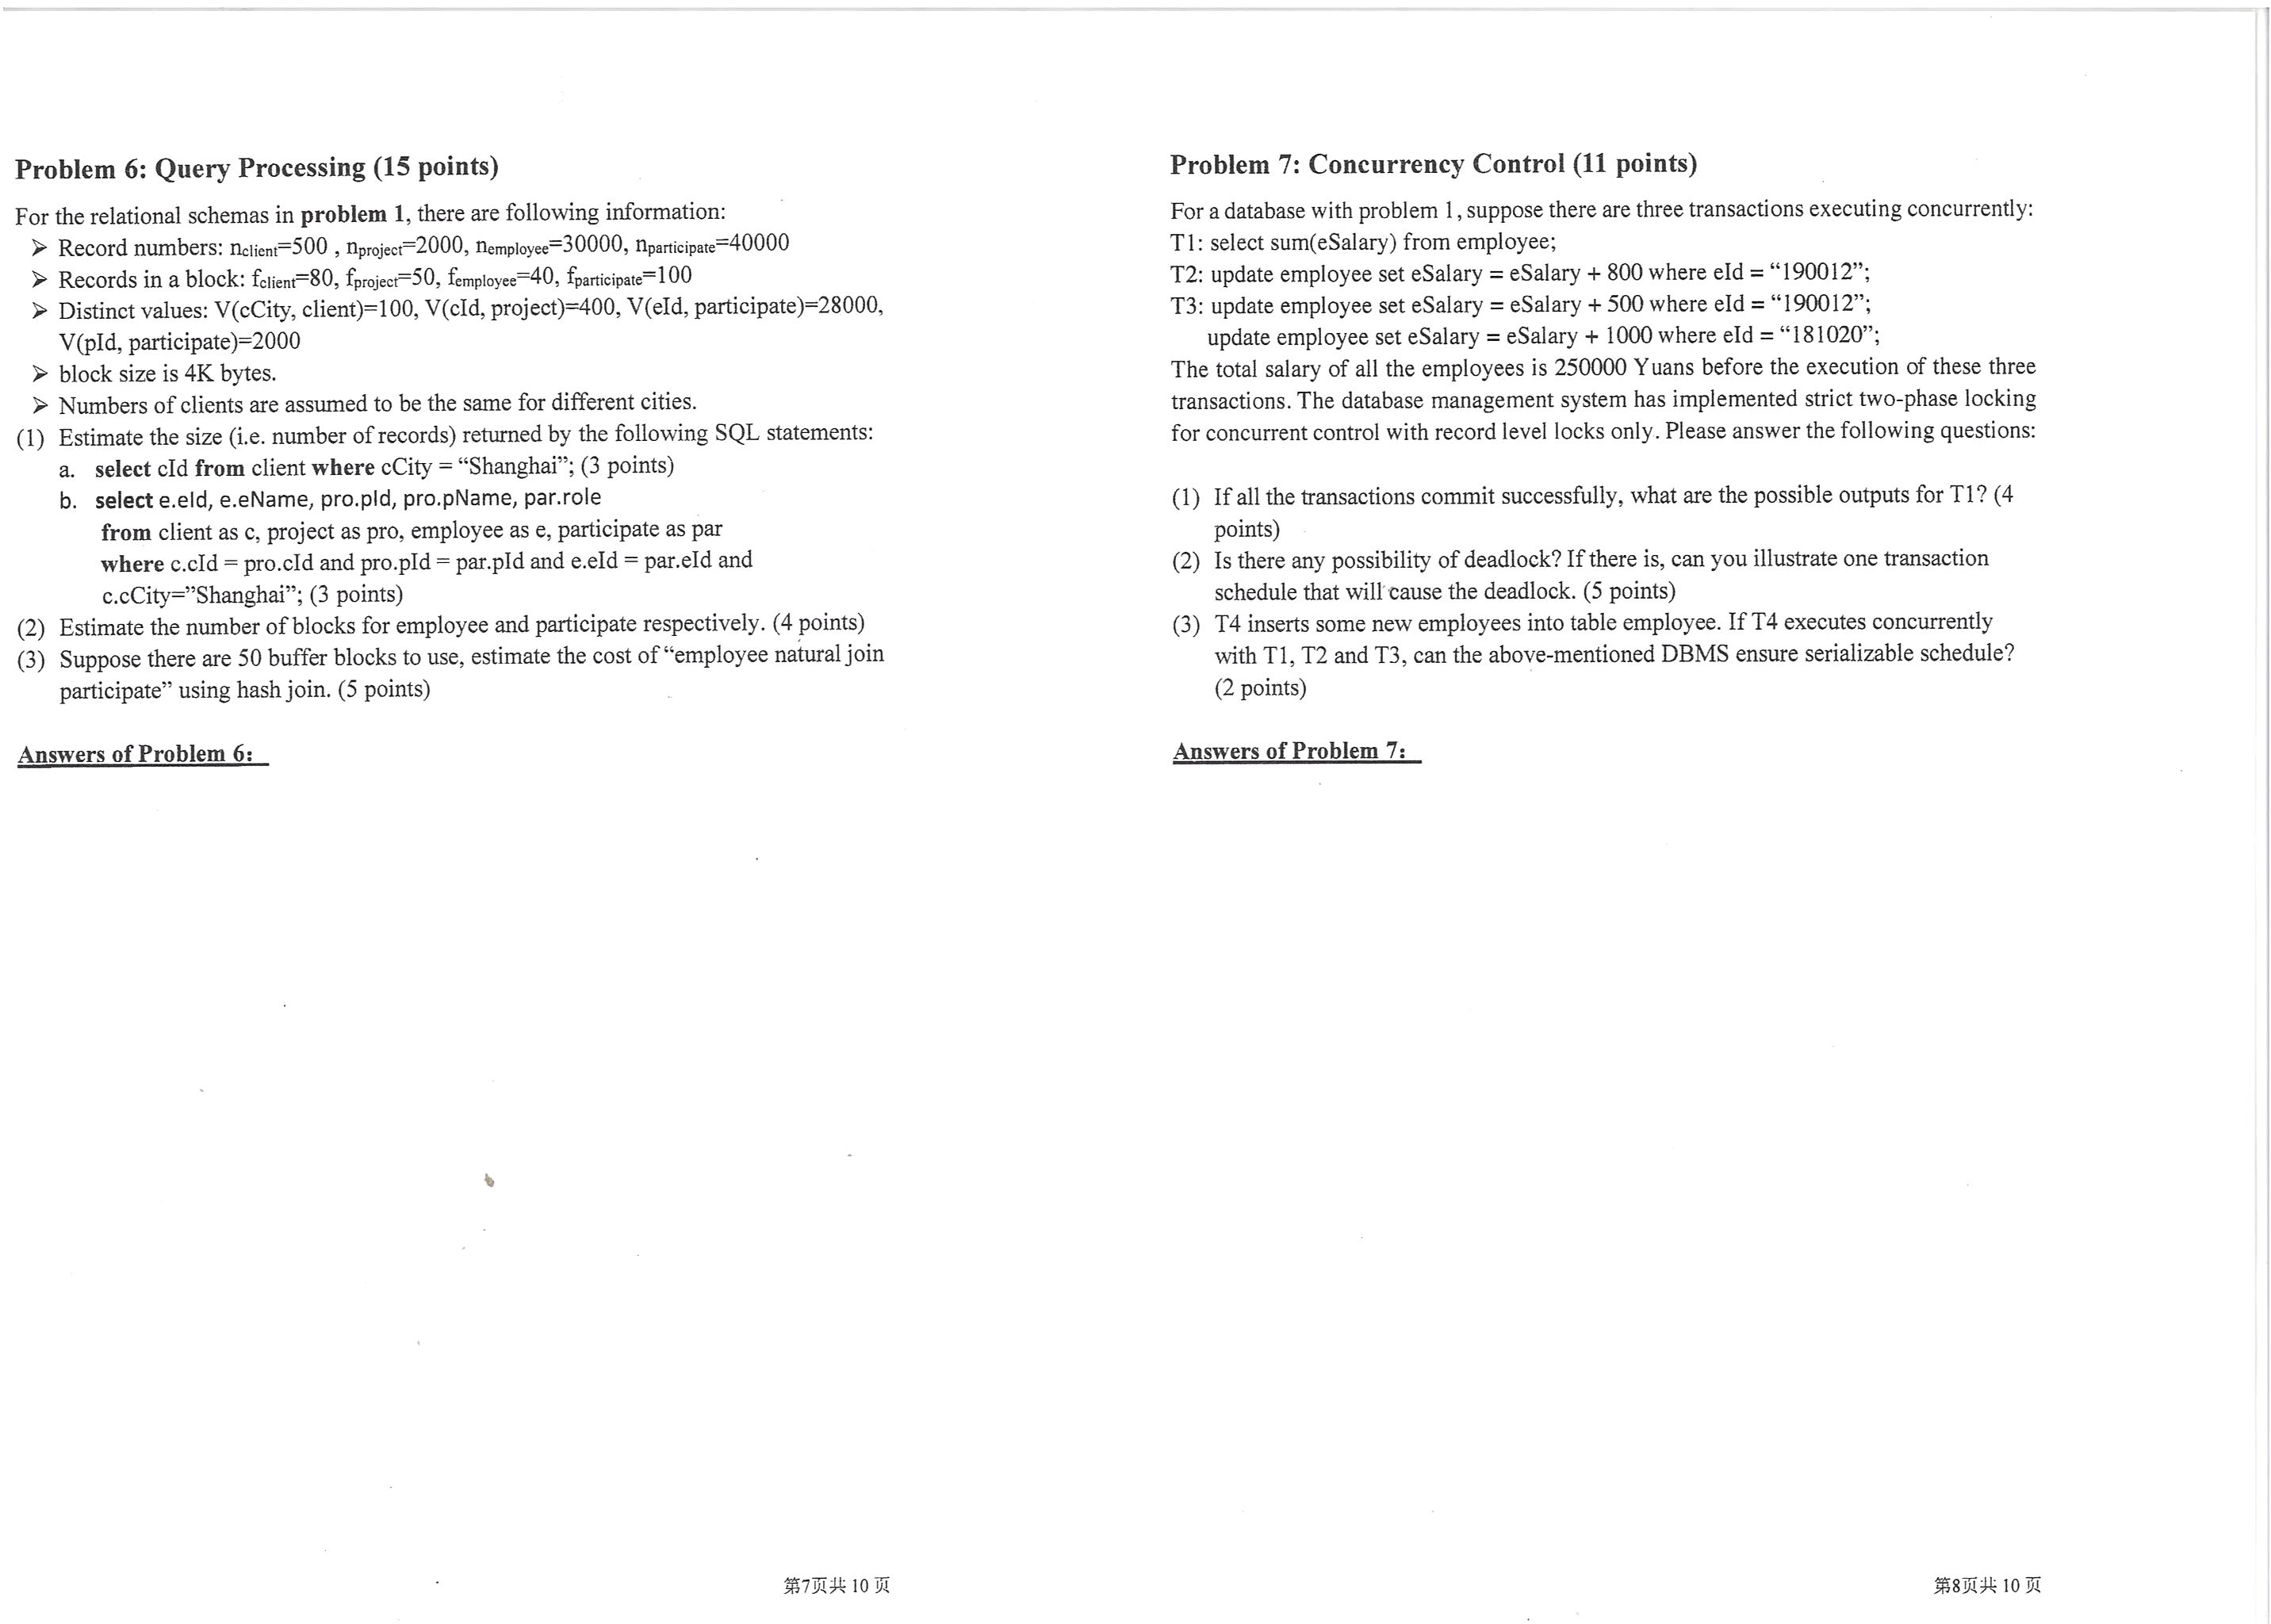 Problem 6: Query Processing (15 points)
For the relational schemas in problem 1, there are following information:
➢ Record numbers: nclient=500 , nproject=2000, nemployee=30000, nparticipate=40000
➢ Records in a block: fclient=80, fproject=50, femployee=40, fparticipate=100
➢ Distinct values: V(cCity, client)=100, V(cId, project)=400, V(eId, participate)=28000,
V(pId, participate)=2000
➢ block size is 4K bytes.
➢ Numbers of clients are assumed to be the same for different cities.
(1) Estimate the size (i.e. number of records) returned by the following SQL statements:
a. select cId from client where cCity = “Shanghai”; (3 points)
b. select e.eId, e.eName, pro.pId, pro.pName, par.role
from client as c, project as pro, employee as e, participate as par
where c.cId = pro.cId and pro.pId = par.pId and e.eId = par.eId and
c.cCity=”Shanghai”; (3 points)
(2) Estimate the number of blocks for employee and participate respectively. (4 points)
(3) Suppose there are 50 buffer blocks to use, estimate the cost of “employee natural join
participate” using hash join. (5 points)
Answers of Problem 6:
第7页共 10 页
Problem 7: Concurrency Control (11 points)
For a database with problem 1, suppose there are three transactions executing concurrently:
T1: select sum(eSalary) from employee;
T2: update employee set eSalary = eSalary + 800 where eId = “190012”;
T3: update employee set eSalary = eSalary + 500 where eId = “190012”;
update employee set eSalary = eSalary + 1000 where eId = “181020”;
The total salary of all the employees is 250000 Yuans before the execution of these three
transactions. The database management system has implemented strict two-phase locking
for concurrent control with record level locks only. Please answer the following questions:
(1) If all the transactions commit successfully, what are the possible outputs for T1? (4
points)
(2) Is there any possibility of deadlock? If there is, can you illustrate one transaction
schedule that will cause the deadlock. (5 points)
(3) T4 inserts some new employees into table employee. If T4 executes concurrently
with T1, T2 and T3, can the above-mentioned DBMS ensure serializable schedule?
(2 points)
Answers of Problem 7:
第8页共 10 页